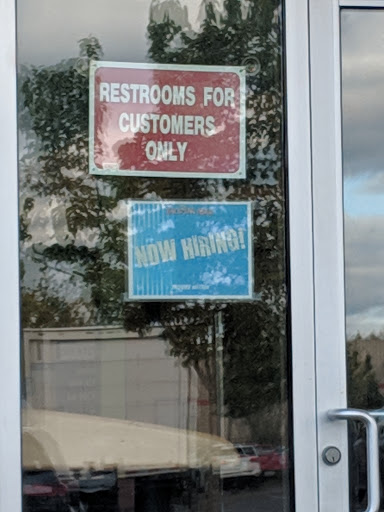 RESTROOMS FOR
CUSTOMERS
ONLY
NOW HIRING!